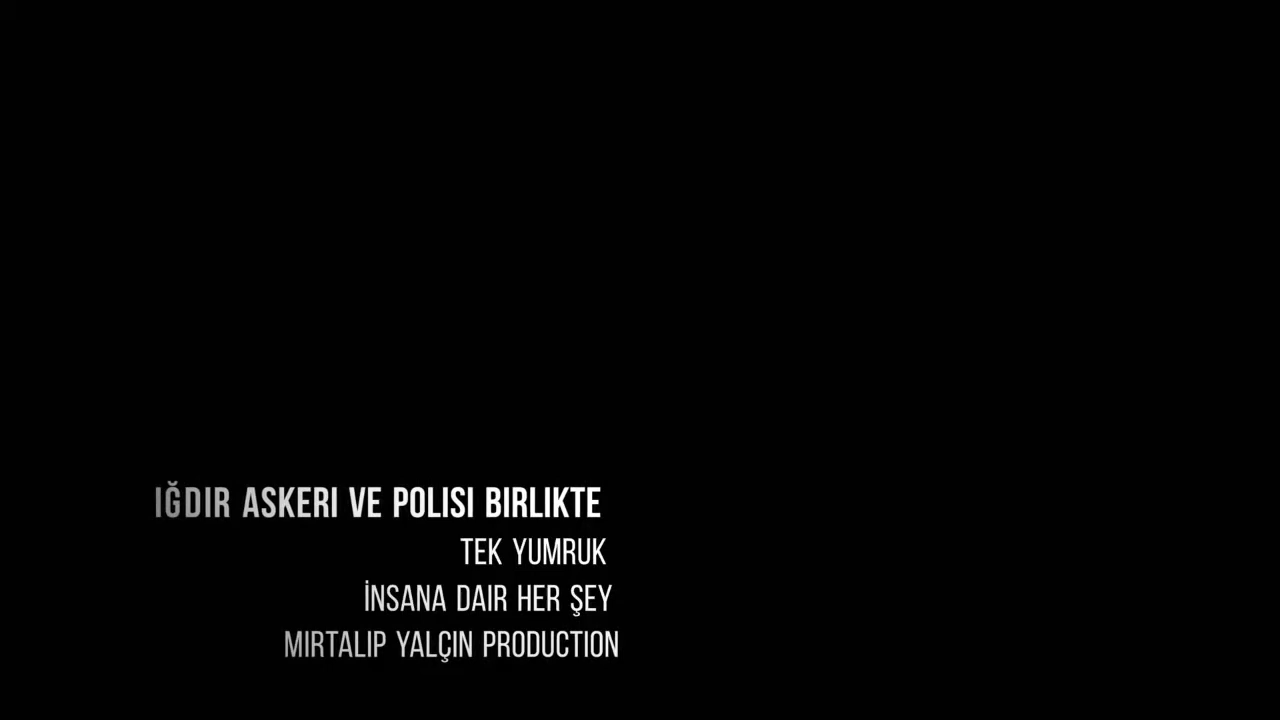 IĞDIR ASKERI VE POLISI BIRLIKTE
TEK YUMRUK
İNSANA DAIR HER ŞEY
MIRTALIP YALÇIN PRODUCTION